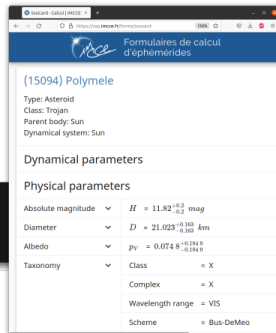 SsoCard - Calcul | IMCCE
https://ssp.imcce.fr/forms/ssocard
100%
IMCCE
Formulaires de calcul
d'éphémérides
(15094) Polymele
Type: Asteroid
Class: Trojan
Parent body: Sun
Dynamical system: Sun
Dynamical parameters
Physical parameters
Absolute magnitude H = 11.82 +0.2 -0.2 mag
Diameter D = 21.023 +0.163 -0.163 km
Albedo pV = 0.074 8 +0.184 9 -0.184 9
Taxonomy Class = X
Complex = X
Wavelength range = VIS
Scheme = Bus-DeMeo